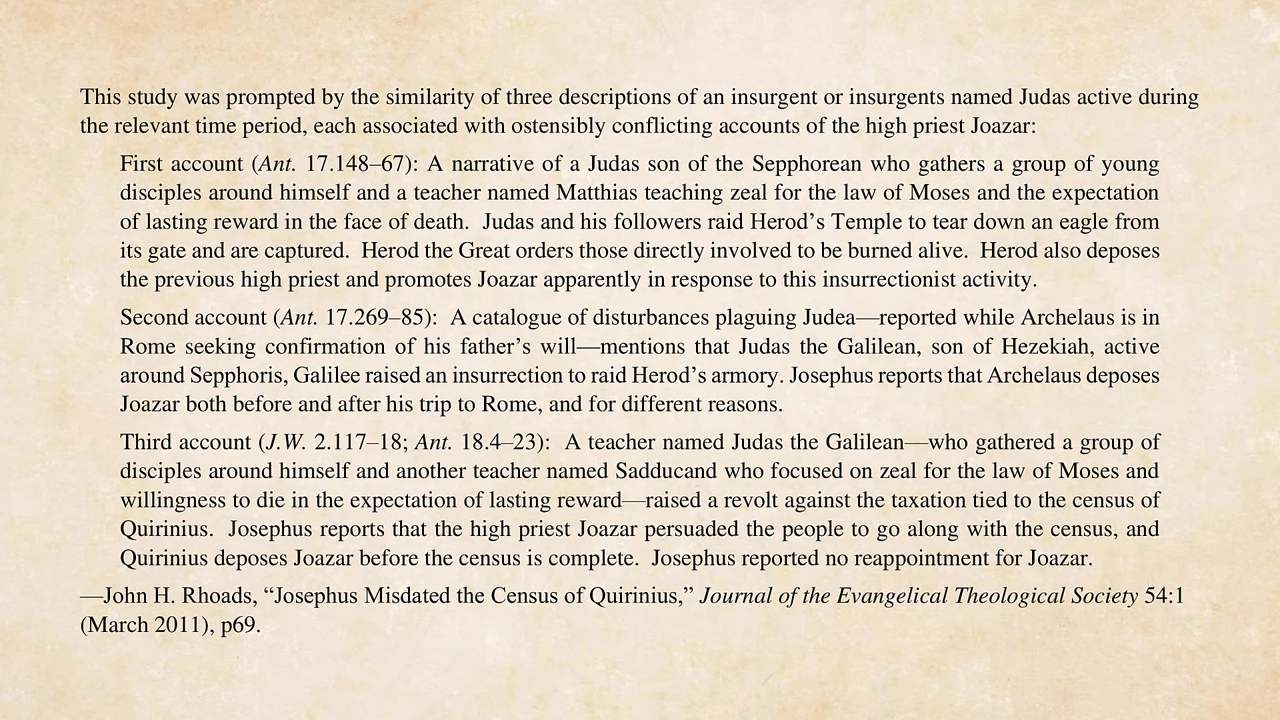 This study was prompted by the similarity of three descriptions of an insurgent or insurgents named Judas active during
the relevant time period, each associated with ostensibly conflicting accounts of the high priest Joazar:
First account (Ant. 17.148–67): A narrative of a Judas son of the Sepphorean who gathers a group of young
disciples around himself and a teacher named Matthias teaching zeal for the law of Moses and the expectation
of lasting reward in the face of death. Judas and his followers raid Herod’s Temple to tear down an eagle from
its gate and are captured. Herod the Great orders those directly involved to be burned alive. Herod also deposes
the previous high priest and promotes Joazar apparently in response to this insurrectionist activity.
Second account (Ant. 17.269–85): A catalogue of disturbances plaguing Judea—reported while Archelaus is in
Rome seeking confirmation of his father’s will—mentions that Judas the Galilean, son of Hezekiah, active
around Sepphoris, Galilee raised an insurrection to raid Herod’s armory. Josephus reports that Archelaus deposes
Joazar both before and after his trip to Rome, and for different reasons.
Third account (J.W. 2.117–18; Ant. 18.4–23): A teacher named Judas the Galilean—who gathered a group of
disciples around himself and another teacher named Sadducand who focused on zeal for the law of Moses and
willingness to die in the expectation of lasting reward—raised a revolt against the taxation tied to the census of
Quirinius. Josephus reports that the high priest Joazar persuaded the people to go along with the census, and
Quirinius deposes Joazar before the census is complete. Josephus reported no reappointment for Joazar.
—John H. Rhoads, “Josephus Misdated the Census of Quirinius,” Journal of the Evangelical Theological Society 54:1
(March 2011), p69.